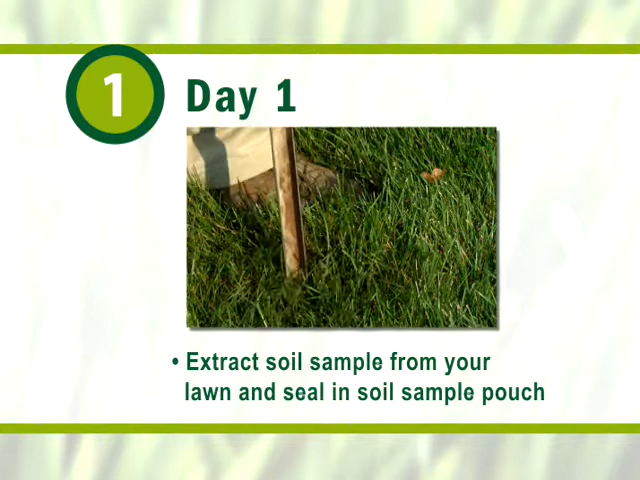 1
Day 1
• Extract soil sample from your
lawn and seal in soil sample pouch